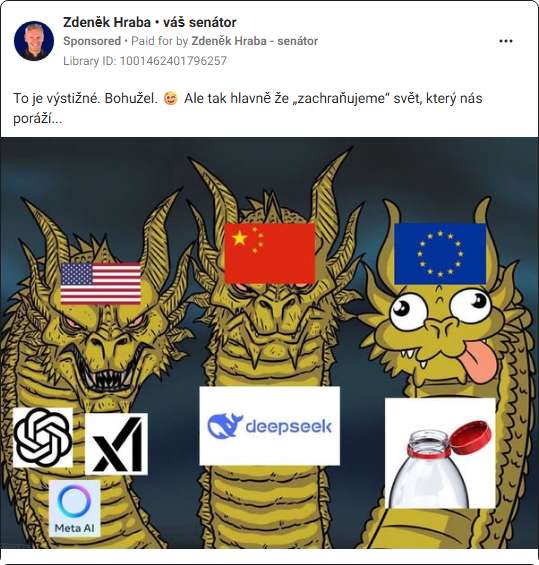 Zdeněk Hraba • váš senátor
Sponsored • Paid for by Zdeněk Hraba - senátor
Library ID: 1001462401796257
To je výstižné. Bohužel. 😉 Ale tak hlavně že „zachraňujeme“ svět, který nás
poráží...
deepseek
Meta AI